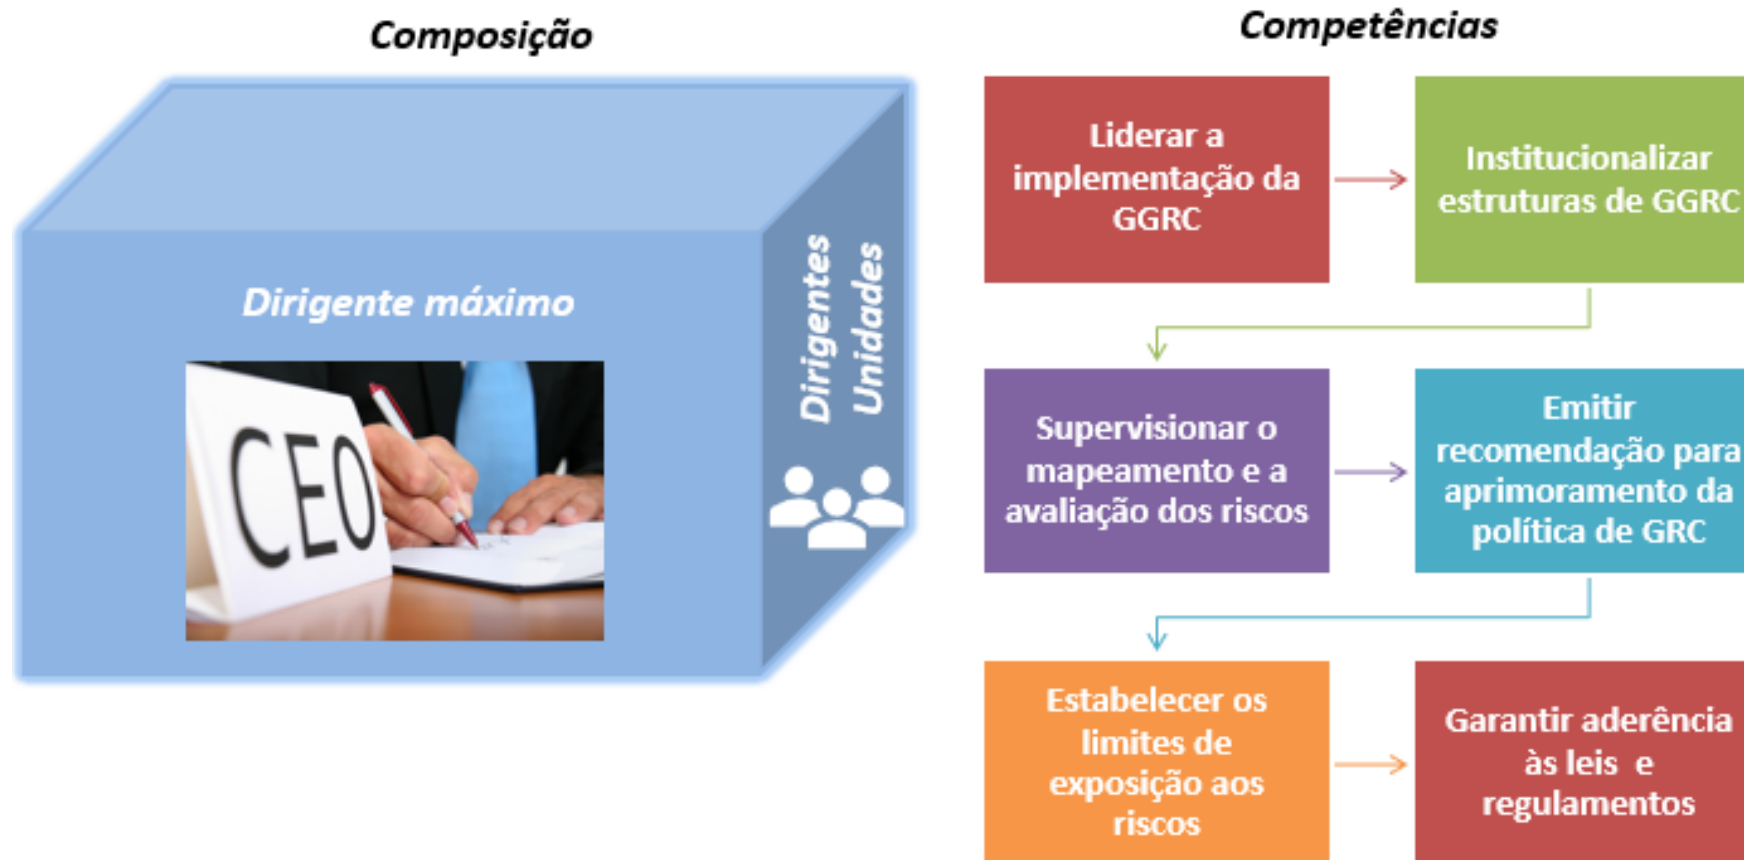 Composição
Dirigente máximo
CEO
Dirigentes
Unidades
Competências
Liderar a
implementação da
GGRC
Institucionalizar
estruturas de GGRC
Supervisionar o
mapeamento e a
avaliação dos riscos
Emitir
recomendação para
aprimoramento da
política de GRC
Estabelecer os
limites de
exposição aos
riscos
Garantir aderência
às leis e
regulamentos